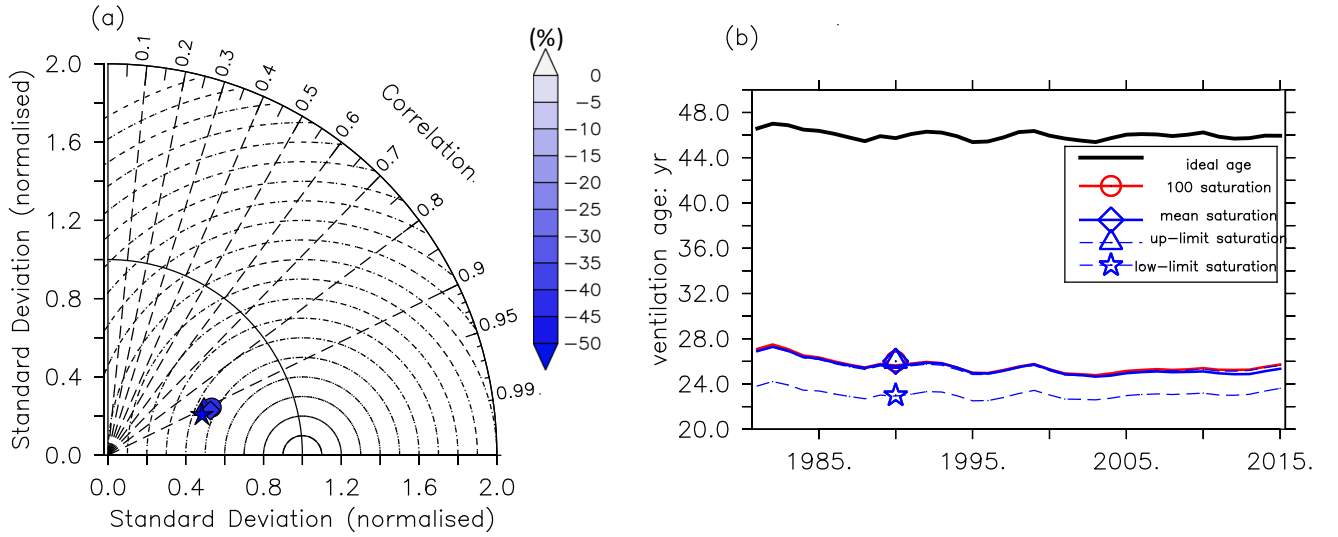 (a)
Standard Deviation (normalised)
2.0
1.6
1.2
0.8
0.4
0.0
0.0 0.4 0.8 1.2 1.6 2.0
Standard Deviation (normalised)
0.1
0.2
0.3
0.4
0.5
0.6
0.7
0.8
0.9
0.95
0.99
Correlation
(%)
0
−5
−10
−15
−20
−25
−30
−35
−40
−45
−50
(b)
ventilation age: yr
48.0
44.0
40.0
36.0
32.0
28.0
24.0
20.0
1985. 1995. 2005. 2015.
ideal age
100 saturation
mean saturation
up−limit saturation
low−limit saturation